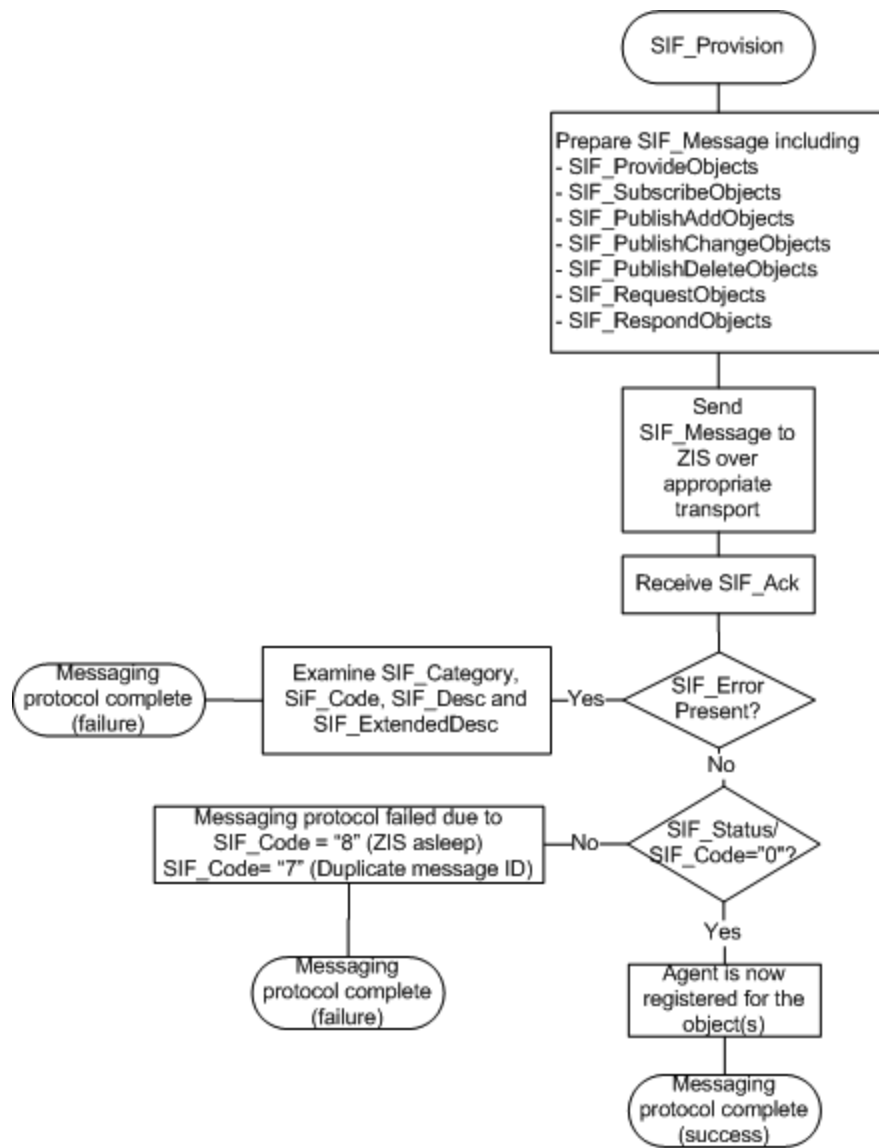 SIF_Provision
Prepare SIF_Message including
- SIF_ProvideObjects
- SIF_SubscribeObjects
- SIF_PublishAddObjects
- SIF_PublishChangeObjects
- SIF_PublishDeleteObjects
- SIF_RequestObjects
- SIF_RespondObjects
Send
SIF_Message to
ZIS over
appropriate
transport
Receive SIF_Ack
SIF_Error
Present?
Yes
Examine SIF_Category,
SiF_Code, SIF_Desc and
SIF_ExtendedDesc
Messaging
protocol complete
(failure)
No
SIF_Status/
SIF_Code="0"?
No
Messaging protocol failed due to
SIF_Code = “8” (ZIS asleep)
SIF_Code= “7” (Duplicate message ID)
Messaging
protocol complete
(failure)
Yes
Agent is now
registered for the
object(s)
Messaging
protocol complete
(success)